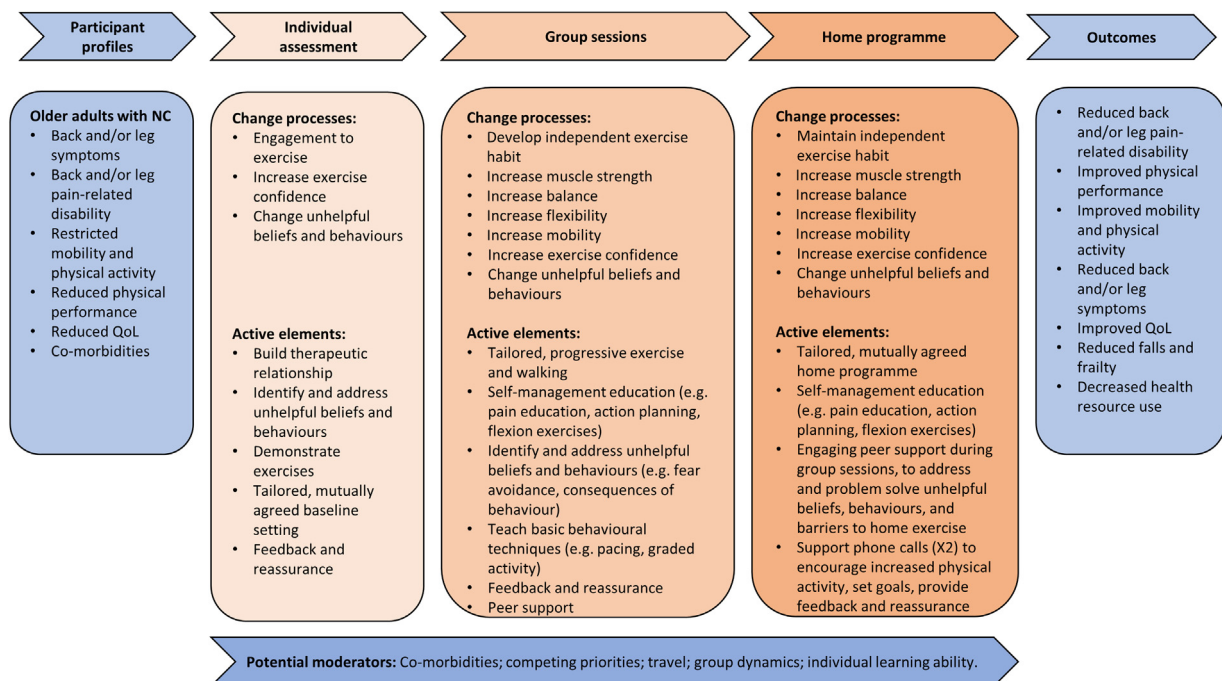 Participant
profiles
Individual
assessment
Group sessions
Home programme
Outcomes
Older adults with NC
• Back and/or leg
symptoms
• Back and/or leg
pain-related
disability
• Restricted
mobility and
physical activity
• Reduced physical
performance
• Reduced QoL
• Co-morbidities
Change processes:
• Engagement to
exercise
• Increase exercise
confidence
• Change unhelpful
beliefs and behaviours
Active elements:
• Build therapeutic
relationship
• Identify and address
unhelpful beliefs and
behaviours
• Demonstrate
exercises
• Tailored, mutually
agreed baseline
setting
• Feedback and
reassurance
Change processes:
• Develop independent exercise
habit
• Increase muscle strength
• Increase balance
• Increase flexibility
• Increase mobility
• Increase exercise confidence
• Change unhelpful beliefs and
behaviours
Active elements:
• Tailored, progressive exercise
and walking
• Self-management education (e.g.
pain education, action planning,
flexion exercises)
• Identify and address unhelpful
beliefs and behaviours (e.g. fear
avoidance, consequences of
behaviour)
• Teach basic behavioural
techniques (e.g. pacing, graded
activity)
• Feedback and reassurance
• Peer support
Change processes:
• Maintain independent
exercise habit
• Increase muscle strength
• Increase balance
• Increase flexibility
• Increase mobility
• Increase exercise confidence
• Change unhelpful beliefs and
behaviours
Active elements:
• Tailored, mutually agreed
home programme
• Self-management education
(e.g. pain education, action
planning, flexion exercises)
• Engaging peer support during
group sessions, to address
and problem solve unhelpful
beliefs, behaviours, and
barriers to home exercise
• Support phone calls (X2) to
encourage increased physical
activity, set goals, provide
feedback and reassurance
• Reduced back
and/or leg pain-
related disability
• Improved physical
performance
• Improved mobility
and physical
activity
• Reduced back
and/or leg
symptoms
• Improved QoL
• Reduced falls and
frailty
• Decreased health
resource use
Potential moderators: Co-morbidities; competing priorities; travel; group dynamics; individual learning ability.